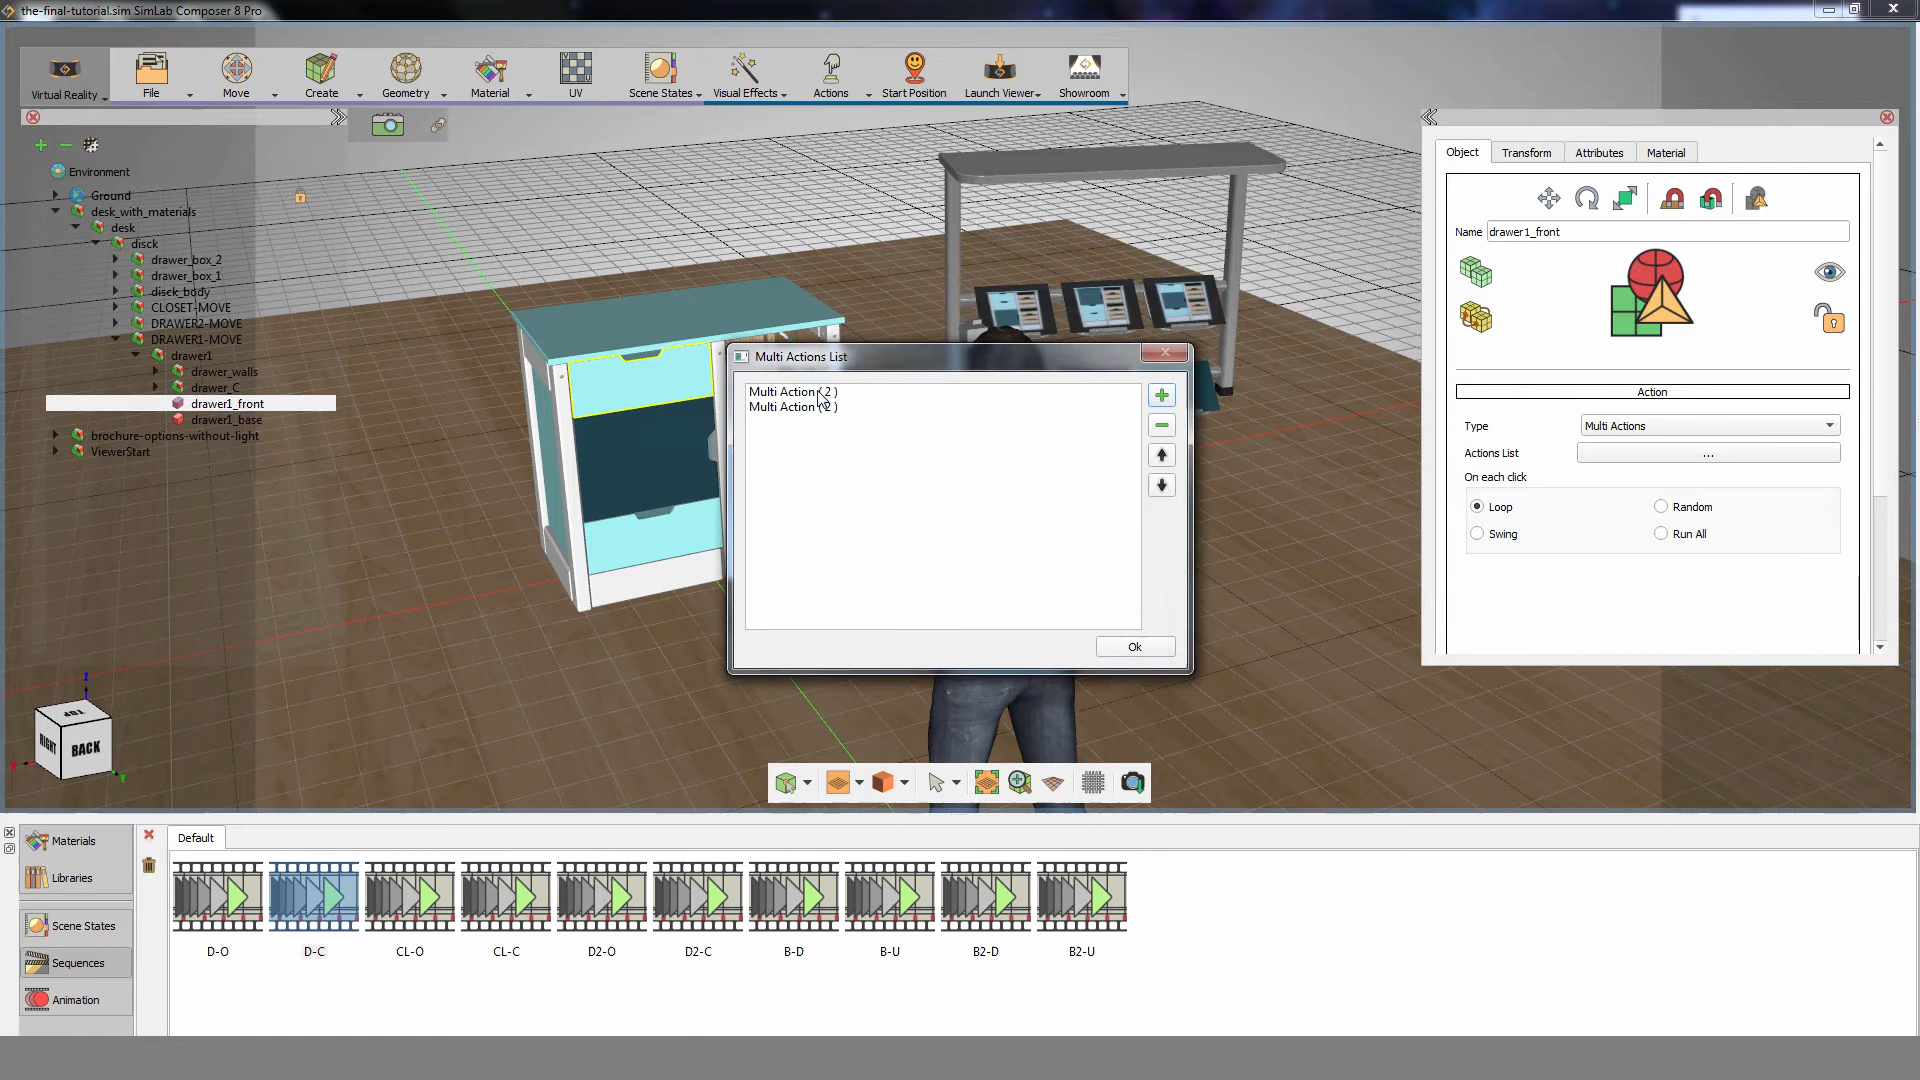 the-final-tutorial.sim SimLab Composer 8 Pro
Virtual Reality
File
Move
Create
Geometry
Material
UV
Scene States
Visual Effects
Actions
Start Position
Launch Viewer
Showroom
Environment
Ground
desk_with_materials
desk
disck
drawer_box_2
drawer_box_1
disck_body
CLOSET-MOVE
DRAWER2-MOVE
DRAWER1-MOVE
drawer1
drawer_walls
drawer_C
drawer1_front
drawer1_base
brochure-options-without-light
ViewerStart
Multi Actions List
Multi Action ( 2 )
Multi Action ( 2 )
Ok
Object
Transform
Attributes
Material
Name
drawer1_front
Action
Type
Multi Actions
Actions List
...
On each click
Loop
Random
Swing
Run All
TOP
RIGHT
BACK
Z
X
Y
Materials
Libraries
Scene States
Sequences
Animation
Default
D-O
D-C
CL-O
CL-C
D2-O
D2-C
B-D
B-U
B2-D
B2-U